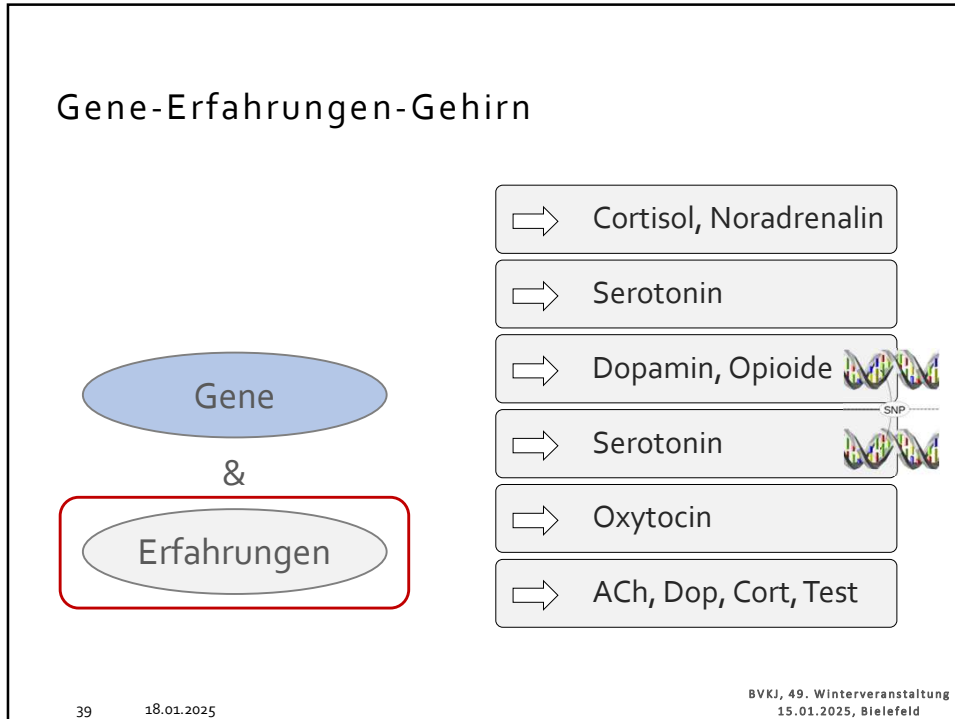 Gene-Erfahrungen-Gehirn
Gene
&
Erfahrungen
Cortisol, Noradrenalin
Serotonin
Dopamin, Opioide
SNP
Serotonin
Oxytocin
ACh, Dop, Cort, Test
39 18.01.2025
BVKJ, 49. Winterveranstaltung
15.01.2025, Bielefeld